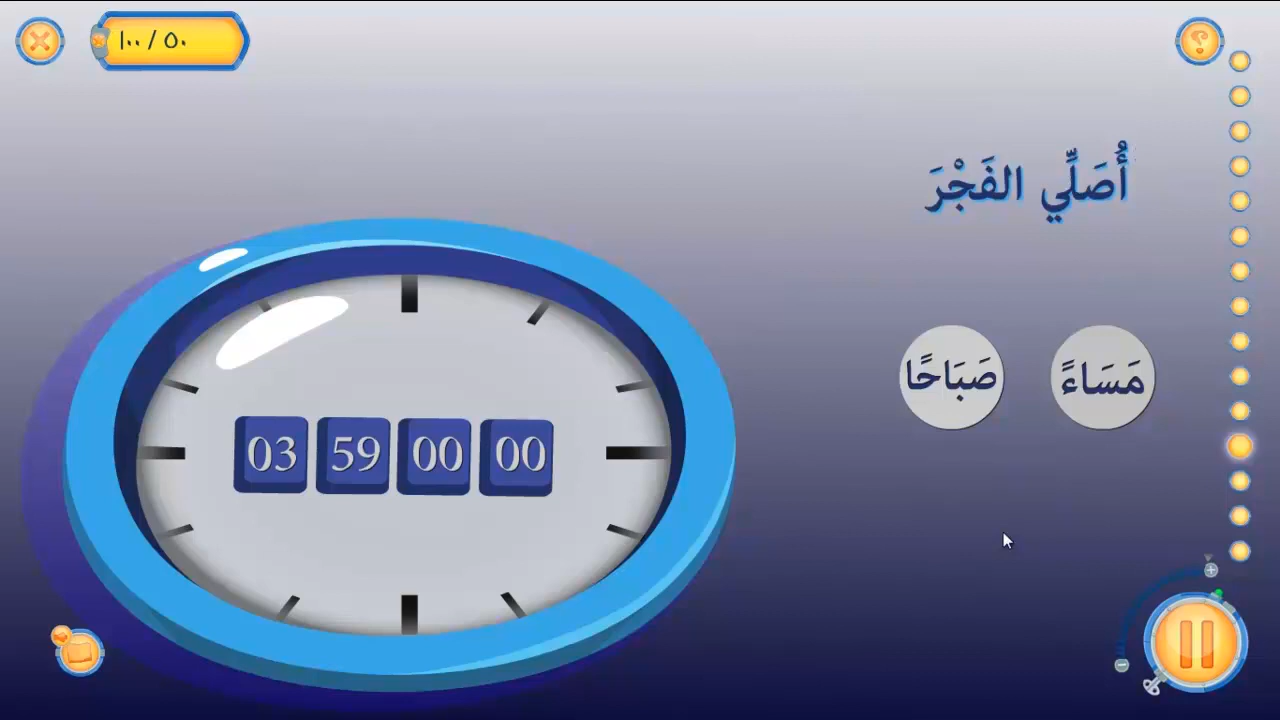 ١٠٠ / ٥٠
أُصَلِّي الفَجْرَ
مَسَاءً
صَبَاحًا
03 59 00 00